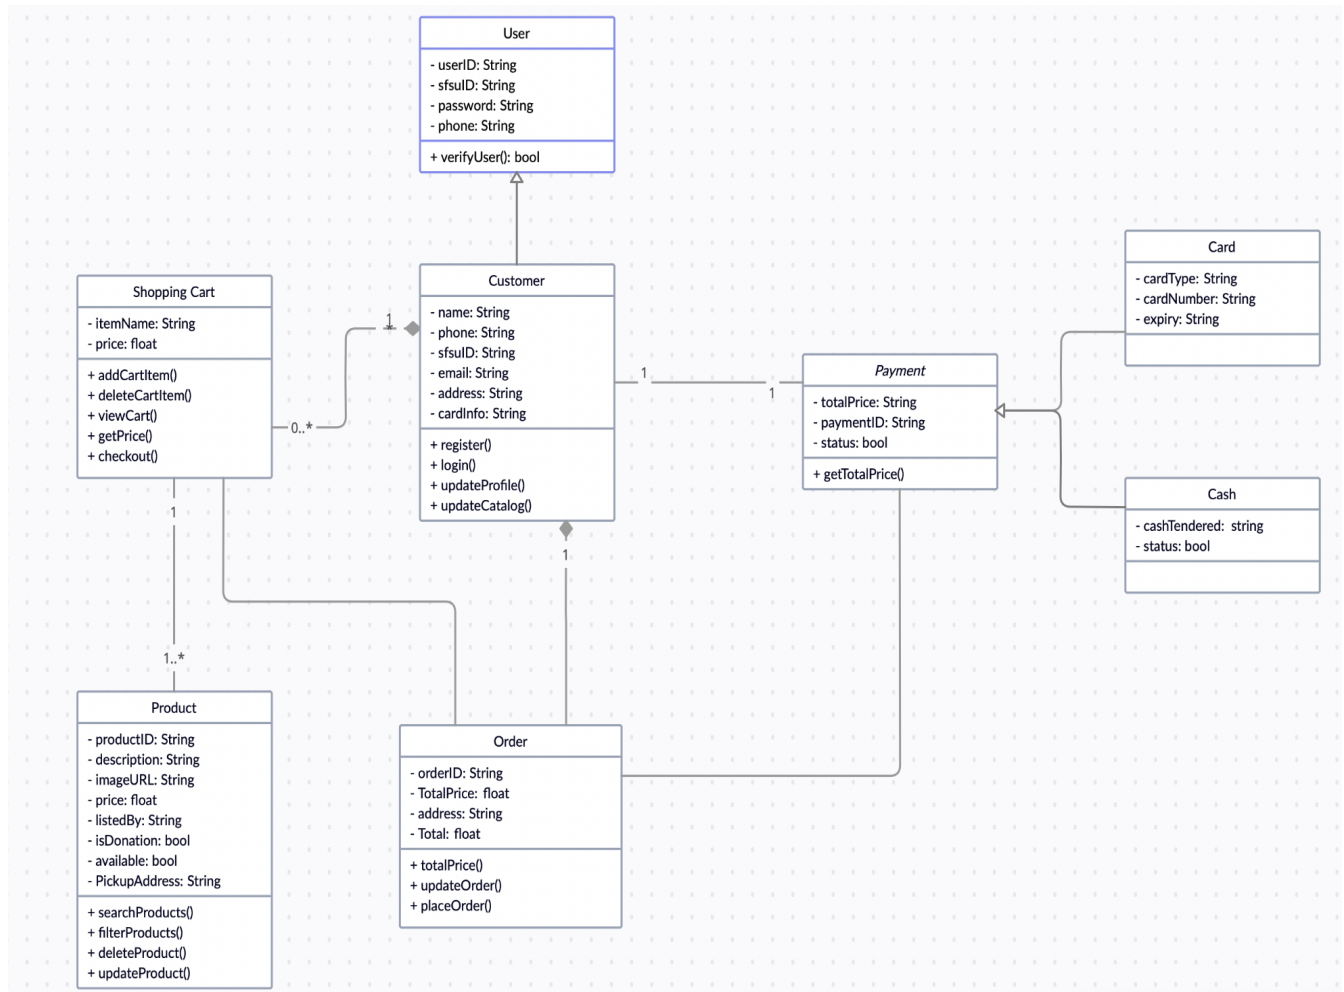 User
- userID: String
- sfsuID: String
- password: String
- phone: String
+ verifyUser(): bool
Customer
- name: String
- phone: String
- sfsuID: String
- email: String
- address: String
- cardInfo: String
+ register()
+ login()
+ updateProfile()
+ updateCatalog()
Shopping Cart
- itemName: String
- price: float
+ addCartItem()
+ deleteCartItem()
+ viewCart()
+ getPrice()
+ checkout()
1
*
0..*
1
1
Payment
- totalPrice: String
- paymentID: String
- status: bool
+ getTotalPrice()
Card
- cardType: String
- cardNumber: String
- expiry: String
Cash
- cashTendered: string
- status: bool
1
1..*
1
Product
- productID: String
- description: String
- imageURL: String
- price: float
- listedBy: String
- isDonation: bool
- available: bool
- PickupAddress: String
+ searchProducts()
+ filterProducts()
+ deleteProduct()
+ updateProduct()
Order
- orderID: String
- TotalPrice: float
- address: String
- Total: float
+ totalPrice()
+ updateOrder()
+ placeOrder()